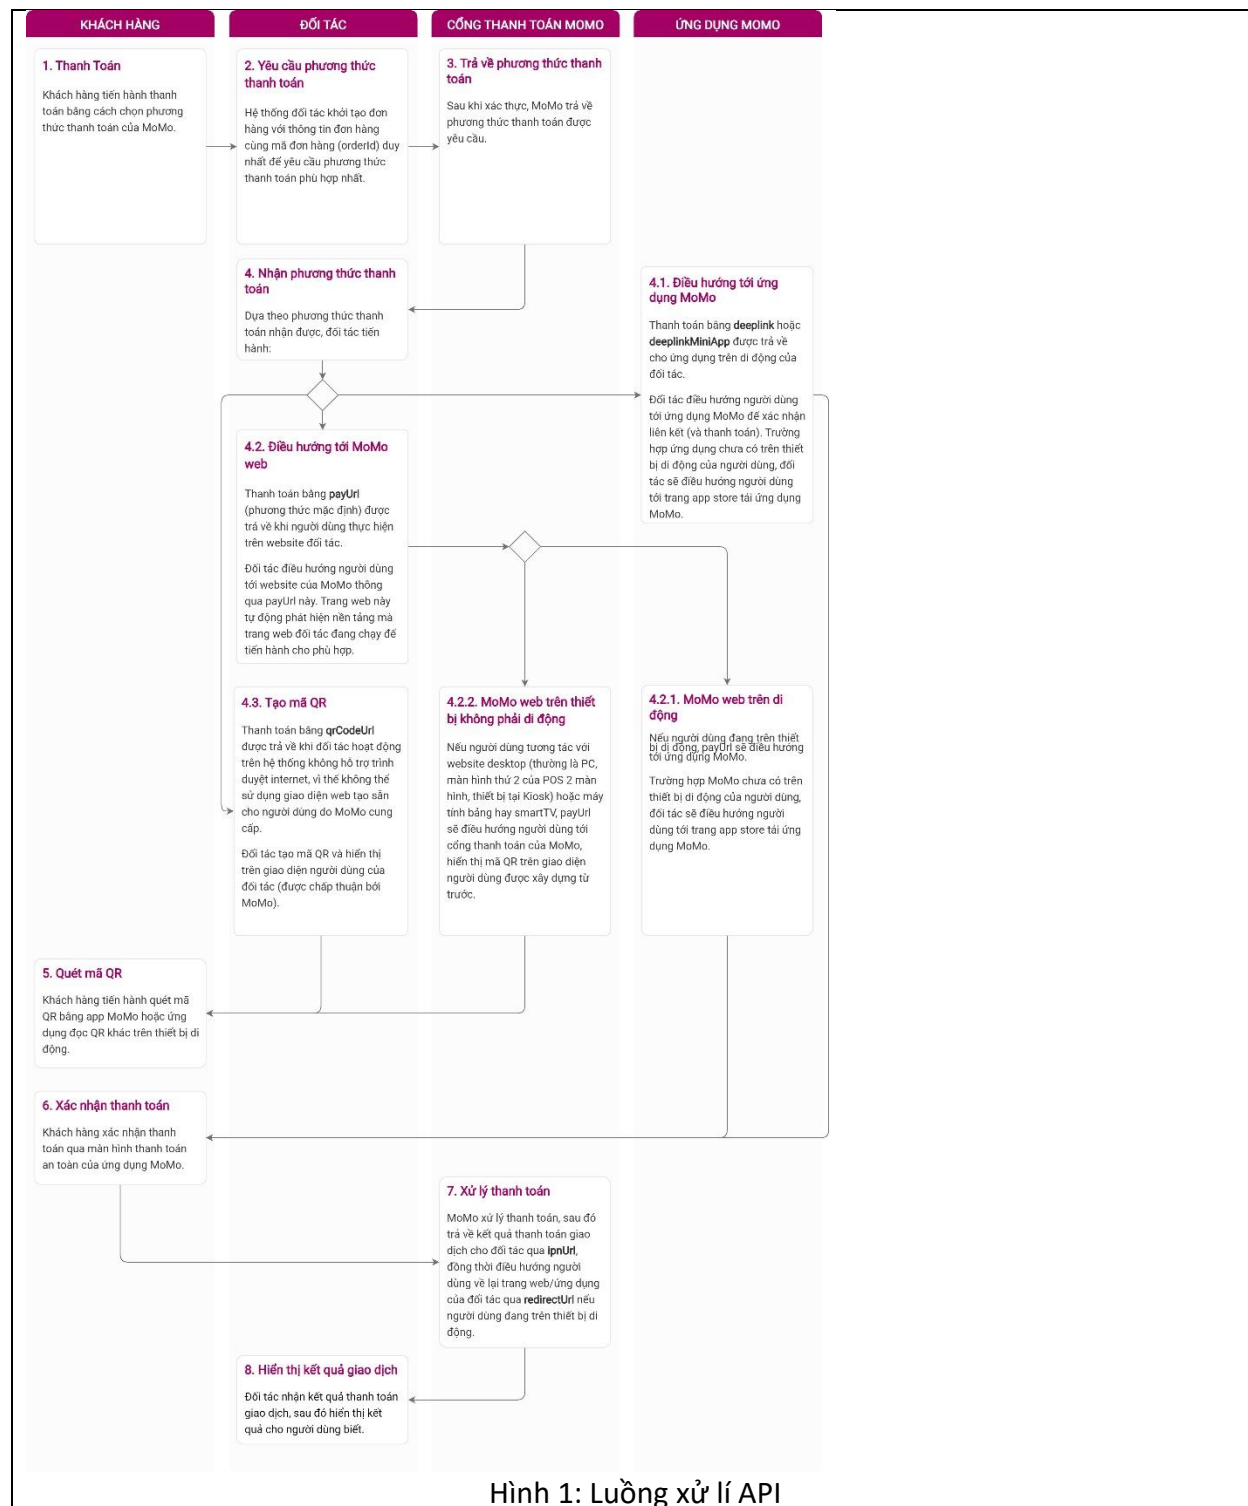 KHÁCH HÀNG
ĐỐI TÁC
CỔNG THANH TOÁN MOMO
ỨNG DỤNG MOMO
1. Thanh Toán
Khách hàng tiến hành thanh
toán bằng cách chọn phương
thức thanh toán của MoMo.
2. Yêu cầu phương thức
thanh toán
Hệ thống đối tác khởi tạo đơn
hàng với thông tin đơn hàng
cùng mã đơn hàng (orderId) duy
nhất để yêu cầu phương thức
thanh toán phù hợp nhất.
3. Trả về phương thức thanh
toán
Sau khi xác thực, MoMo trả về
phương thức thanh toán được
yêu cầu.
4. Nhận phương thức thanh
toán
Dựa theo phương thức thanh
toán nhận được, đối tác tiến
hành:
4.1. Điều hướng tới ứng
dụng MoMo
Thanh toán bằng deeplink hoặc
deeplinkMiniApp được trả về
cho ứng dụng trên di động của
đối tác.
Đối tác điều hướng người dùng
tới ứng dụng MoMo để xác nhận
liên kết (và thanh toán). Trường
hợp ứng dụng chưa có trên thiết
bị di động của người dùng, đối
tác sẽ điều hướng người dùng
tới trang app store tải ứng dụng
MoMo.
4.2. Điều hướng tới MoMo
web
Thanh toán bằng payUrl
(phương thức mặc định) được
trả về khi người dùng thực hiện
trên website đối tác.
Đối tác điều hướng người dùng
tới website của MoMo thông
qua payUrl này. Trang web này
tự động phát hiện nền tảng mà
trang web đối tác đang chạy để
tiến hành cho phù hợp.
4.3. Tạo mã QR
Thanh toán bằng qrCodeUrl
được trả về khi đối tác hoạt động
trên hệ thống không hỗ trợ trình
duyệt internet, vì thế không thể
sử dụng giao diện web tạo sẵn
cho người dùng do MoMo cung
cấp.
Đối tác tạo mã QR và hiển thị
trên giao diện người dùng của
đối tác (được chấp thuận bởi
MoMo).
4.2.2. MoMo web trên thiết
bị không phải di động
Nếu người dùng tương tác với
website desktop (thường là PC,
màn hình thứ 2 của POS 2 màn
hình, thiết bị tại Kiosk) hoặc máy
tính bảng hay smartTV, payUrl
sẽ điều hướng người dùng tới
cổng thanh toán của MoMo,
hiển thị mã QR trên giao diện
người dùng được xây dựng từ
trước.
4.2.1. MoMo web trên di
động
Nếu người dùng đang trên thiết
bị di động, payUrl sẽ điều hướng
tới ứng dụng MoMo.
Trường hợp MoMo chưa có trên
thiết bị di động của người dùng,
đối tác sẽ điều hướng người
dùng tới trang app store tải ứng
dụng MoMo.
5. Quét mã QR
Khách hàng tiến hành quét mã
QR bằng app MoMo hoặc ứng
dụng đọc QR khác trên thiết bị di
động.
6. Xác nhận thanh toán
Khách hàng xác nhận thanh
toán qua màn hình thanh toán
an toàn của ứng dụng MoMo.
7. Xử lý thanh toán
MoMo xử lý thanh toán, sau đó
trả về kết quả thanh toán giao
dịch cho đối tác qua ipnUrl,
đồng thời điều hướng người
dùng về lại trang web/ứng dụng
của đối tác qua redirectUrl nếu
người dùng đang trên thiết bị di
động.
8. Hiển thị kết quả giao dịch
Đối tác nhận kết quả thanh toán
giao dịch, sau đó hiển thị kết
quả cho người dùng biết.
Hình 1: Luồng xử lí API